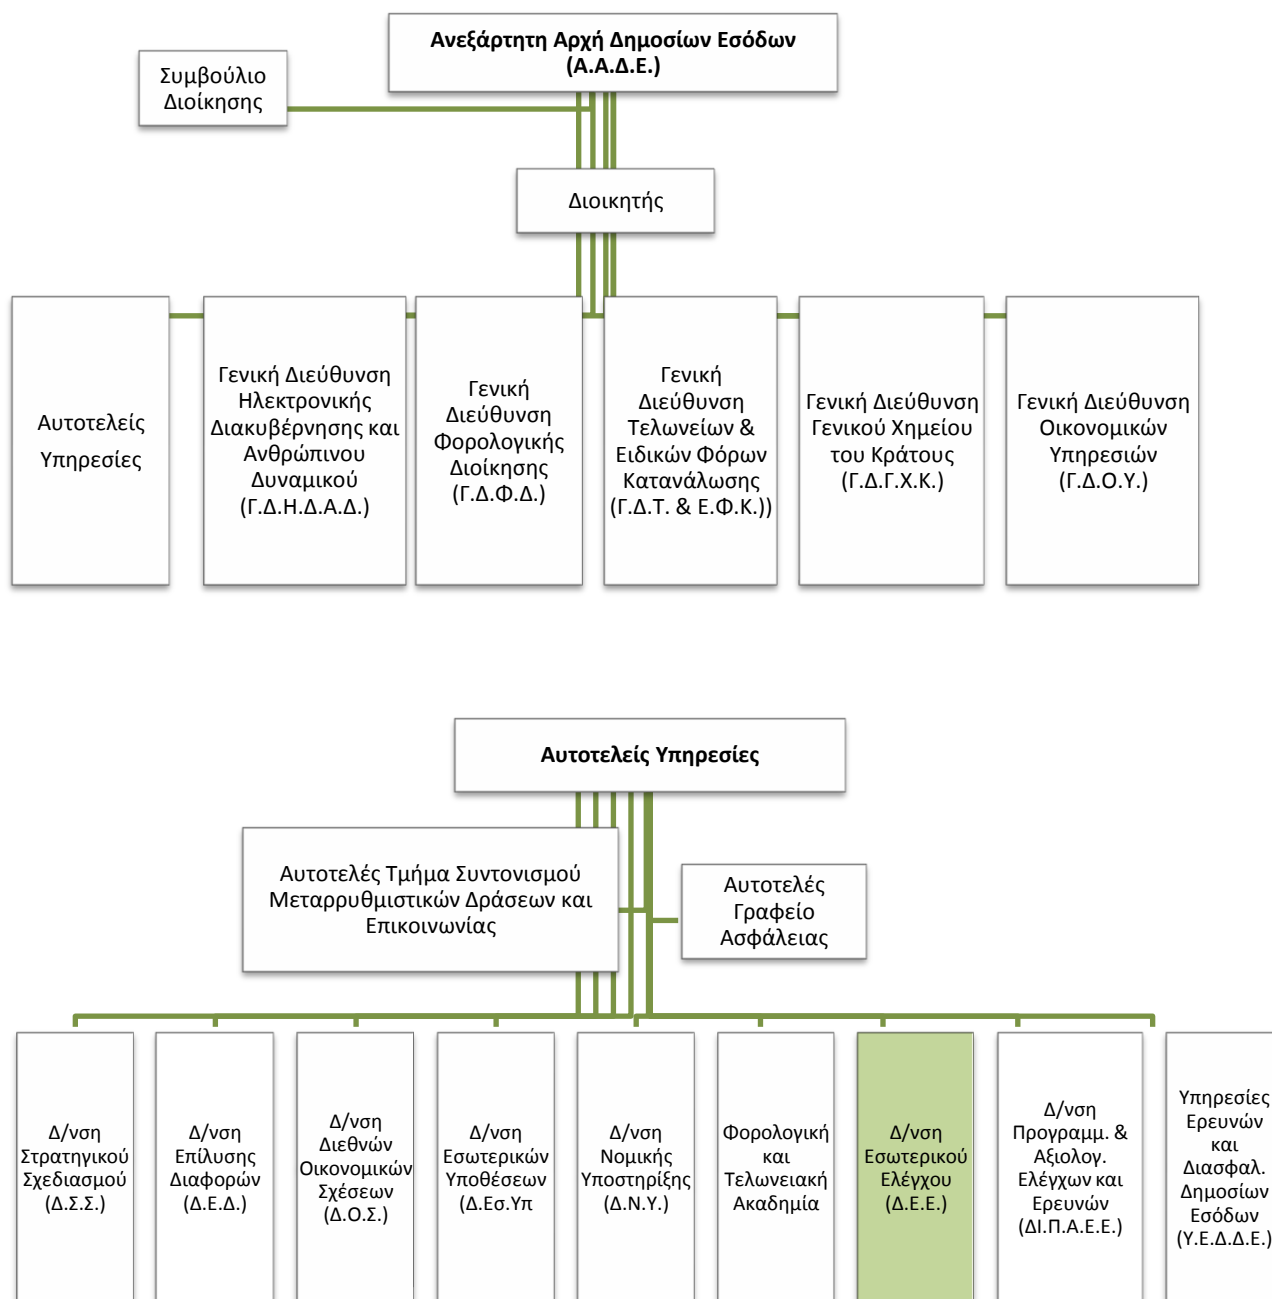 Ανεξάρτητη Αρχή Δημοσίων Εσόδων
(Α.Α.Δ.Ε.)
Συμβούλιο
Διοίκησης
Διοικητής
Αυτοτελείς
Υπηρεσίες
Γενική Διεύθυνση
Ηλεκτρονικής
Διακυβέρνησης και
Ανθρώπινου
Δυναμικού
(Γ.Δ.Η.Δ.Α.Δ.)
Γενική
Διεύθυνση
Φορολογικής
Διοίκησης
(Γ.Δ.Φ.Δ.)
Γενική
Διεύθυνση
Τελωνείων &
Ειδικών Φόρων
Κατανάλωσης
(Γ.Δ.Τ. & Ε.Φ.Κ.))
Γενική Διεύθυνση
Γενικού Χημείου
του Κράτους
(Γ.Δ.Γ.Χ.Κ.)
Γενική Διεύθυνση
Οικονομικών
Υπηρεσιών
(Γ.Δ.Ο.Υ.)
Αυτοτελείς Υπηρεσίες
Αυτοτελές Τμήμα Συντονισμού
Μεταρρυθμιστικών Δράσεων και
Επικοινωνίας
Αυτοτελές
Γραφείο
Ασφάλειας
Δ/νση
Στρατηγικού
Σχεδιασμού
(Δ.Σ.Σ.)
Δ/νση
Επίλυσης
Διαφορών
(Δ.Ε.Δ.)
Δ/νση
Διεθνών
Οικονομικών
Σχέσεων
(Δ.Ο.Σ.)
Δ/νση
Εσωτερικών
Υποθέσεων
(Δ.Εσ.Υπ
Δ/νση
Νομικής
Υποστηρίξης
(Δ.Ν.Υ.)
Φορολογική
και
Τελωνειακή
Ακαδημία
Δ/νση
Εσωτερικού
Ελέγχου
(Δ.Ε.Ε.)
Δ/νση
Προγραμμ. &
Αξιολογ.
Ελέγχων και
Ερευνών
(ΔΙ.Π.Α.Ε.Ε.)
Υπηρεσίες
Ερευνών
και
Διασφαλ.
Δημοσίων
Εσόδων
(Υ.Ε.Δ.Δ.Ε.)